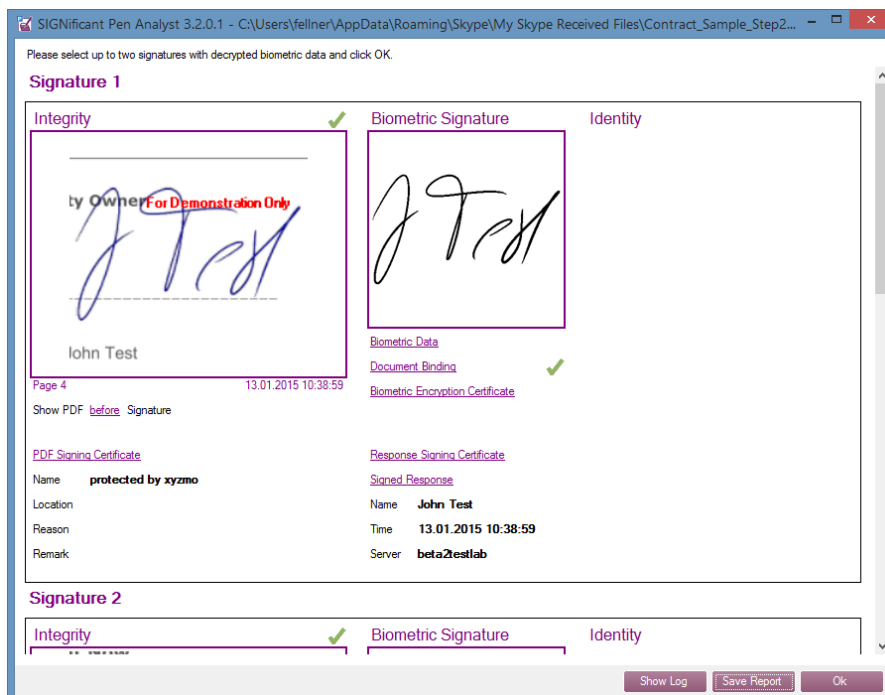 SIGNificant Pen Analyst 3.2.0.1 - C:\Users\fellner\AppData\Roaming\Skype\My Skype Received Files\Contract_Sample_Step2...
Please select up to two signatures with decrypted biometric data and click OK.
Signature 1
Integrity
ty Owner For Demonstration Only
J Test
John Test
Page 4 13.01.2015 10:38:59
Show PDF before Signature
PDF Signing Certificate
Name protected by xyzmo
Location
Reason
Remark
Biometric Signature
J Test
Biometric Data
Document Binding
Biometric Encryption Certificate
Response Signing Certificate
Signed Response
Name John Test
Time 13.01.2015 10:38:59
Server beta2testlab
Identity
Signature 2
Integrity
Biometric Signature
Identity
Show Log
Save Report
Ok